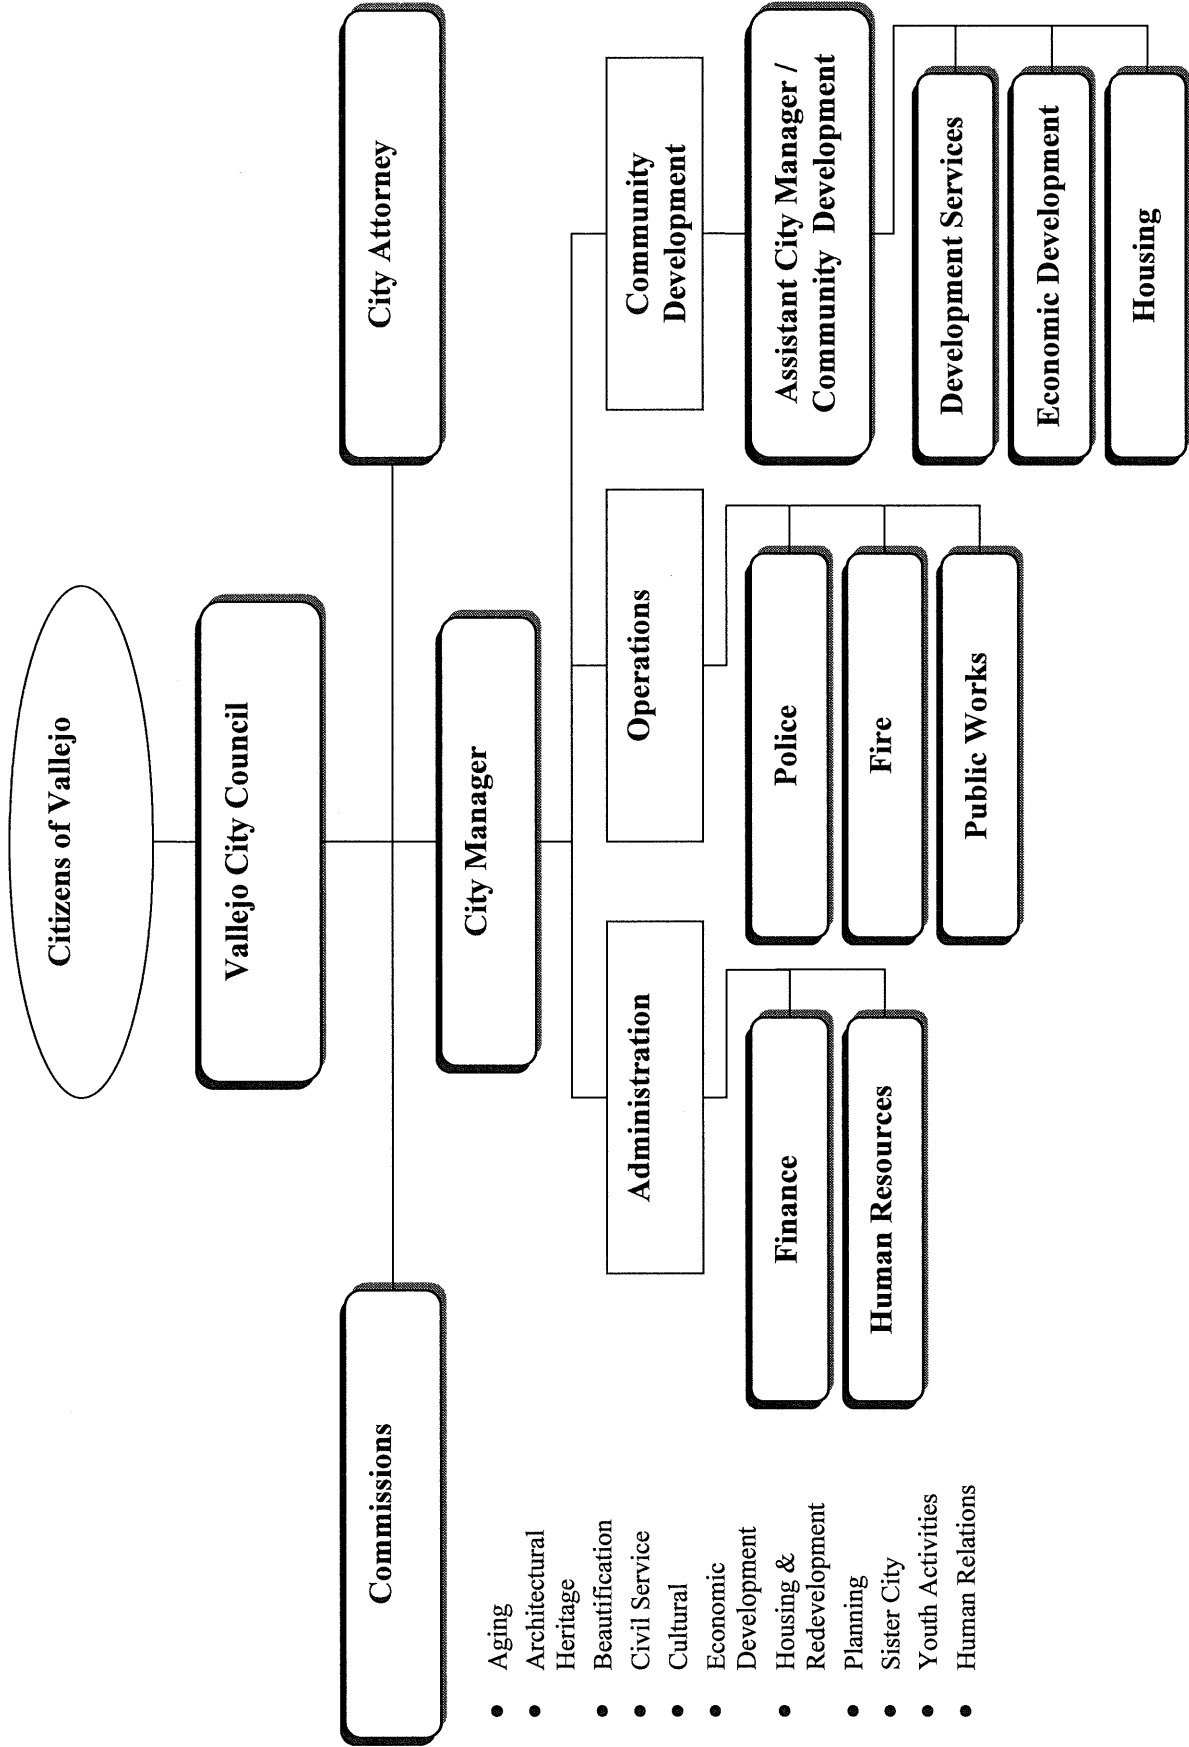 Citizens of Vallejo
Vallejo City Council
Commissions
City Attorney
City Manager
Administration
Operations
Community
Development
Finance
Human Resources
Police
Fire
Public Works
Assistant City Manager /
Community Development
Development Services
Economic Development
Housing
• Aging
• Architectural
Heritage
• Beautification
• Civil Service
• Cultural
• Economic
Development
• Housing &
Redevelopment
• Planning
• Sister City
• Youth Activities
• Human Relations